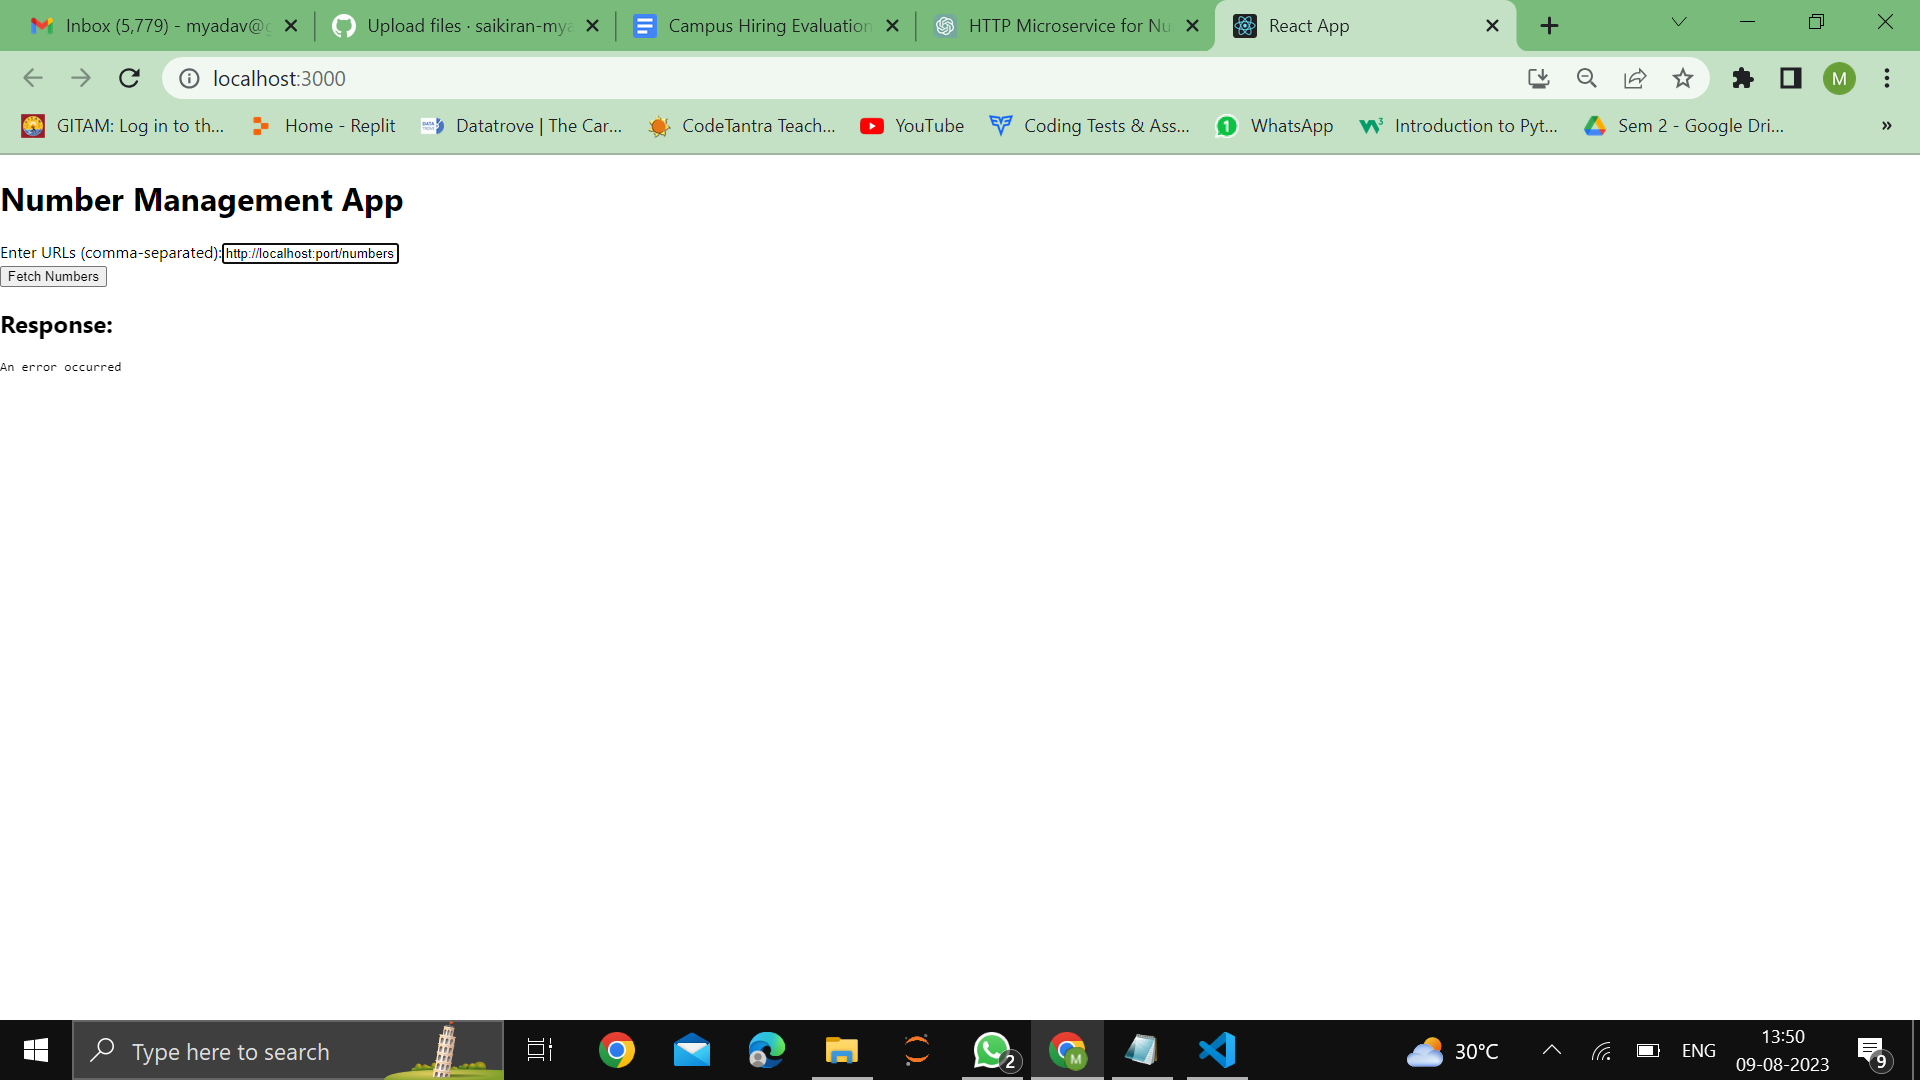 Inbox (5,779) - myadav@g
Upload files · saikiran-mya
Campus Hiring Evaluation
HTTP Microservice for Nu
React App
localhost:3000
M
GITAM: Log in to th...
Home - Replit
Datatrove | The Car...
CodeTantra Teach...
YouTube
Coding Tests & Ass...
1
WhatsApp
Introduction to Pyt...
Sem 2 - Google Dri...
»
Number Management App
Enter URLs (comma-separated): http://localhost:port/numbers
Fetch Numbers
Response:
An error occurred
Type here to search
2
M
30°C
ENG
13:50
09-08-2023
9